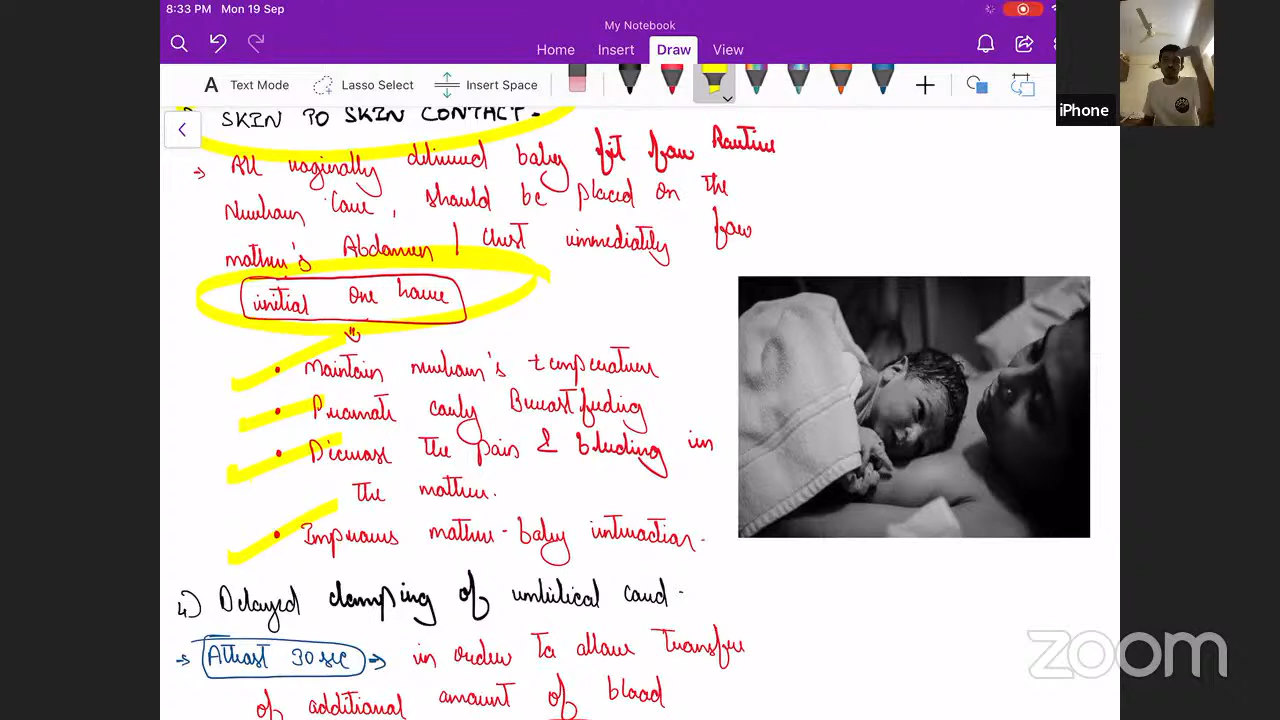 8:33 PM Mon 19 Sep
My Notebook
Home Insert Draw View
A Text Mode Lasso Select Insert Space
iPhone
SKIN TO SKIN CONTACT.
→ All vaginally delivered baby fit for Routine
Newborn Care, should be placed on the
mother's Abdomen / chest immediately for
initial one hour
• Maintain newborn's temperature
• Promote early Breastfeeding
• Decrease the pain & bleeding in
the mother.
• Improves mother-baby interaction.
4) Delayed clamping of umbilical cord.
→ Atleast 30 sec → in order to allow transfer
of additional amount of blood
zoom